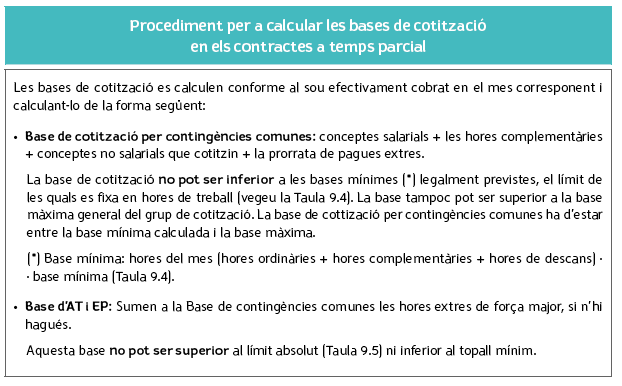 Procediment per a calcular les bases de cotització
en els contractes a temps parcial
Les bases de cotització es calculen conforme al sou efectivament cobrat en el mes corresponent i
calculant-lo de la forma següent:
• Base de cotització per contingències comunes: conceptes salarials + les hores complementàries
+ conceptes no salarials que cotitzin + la prorrata de pagues extres.
La base de cotització no pot ser inferior a les bases mínimes (*) legalment previstes, el límit de
les quals es fixa en hores de treball (vegeu la Taula 9.4). La base tampoc pot ser superior a la base
màxima general del grup de cotització. La base de cottizació per contingències comunes ha d'estar
entre la base mínima calculada i la base màxima.
(*) Base mínima: hores del mes (hores ordinàries + hores complementàries + hores de descans) ·
· base mínima (Taula 9.4).
• Base d'AT i EP: Sumen a la Base de contingències comunes les hores extres de força major, si n'hi
hagués.
Aquesta base no pot ser superior al límit absolut (Taula 9.5) ni inferior al topall mínim.